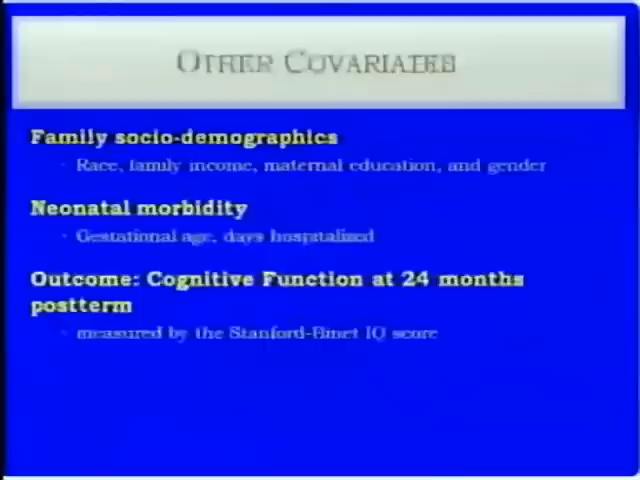 OTHER COVARIATES
Family socio-demographics
· Race, family income, maternal education, and gender
Neonatal morbidity
· Gestational age, days hospitalized
Outcome: Cognitive Function at 24 months
postterm
· measured by the Stanford-Binet IQ score